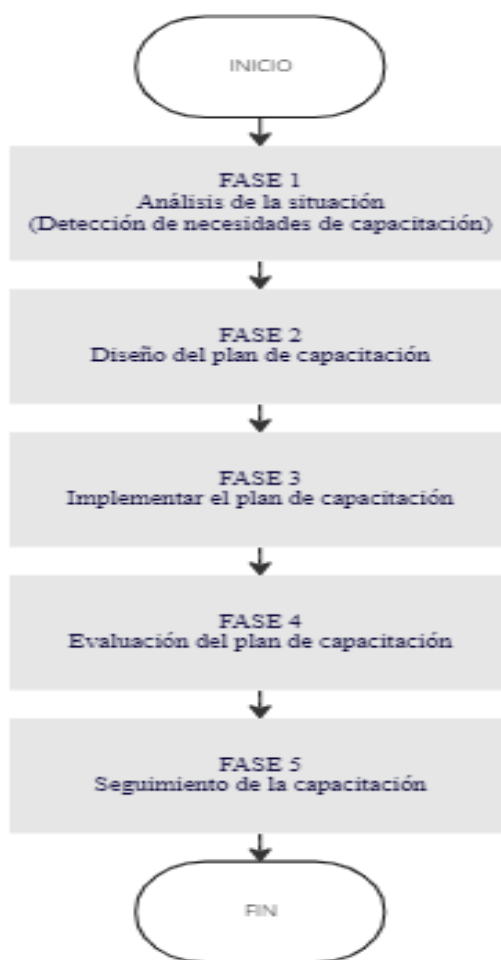 INICIO
FASE 1
Análisis de la situación
(Detección de necesidades de capacitación)
FASE 2
Diseño del plan de capacitación
FASE 3
Implementar el plan de capacitación
FASE 4
Evaluación del plan de capacitación
FASE 5
Seguimiento de la capacitación
FIN